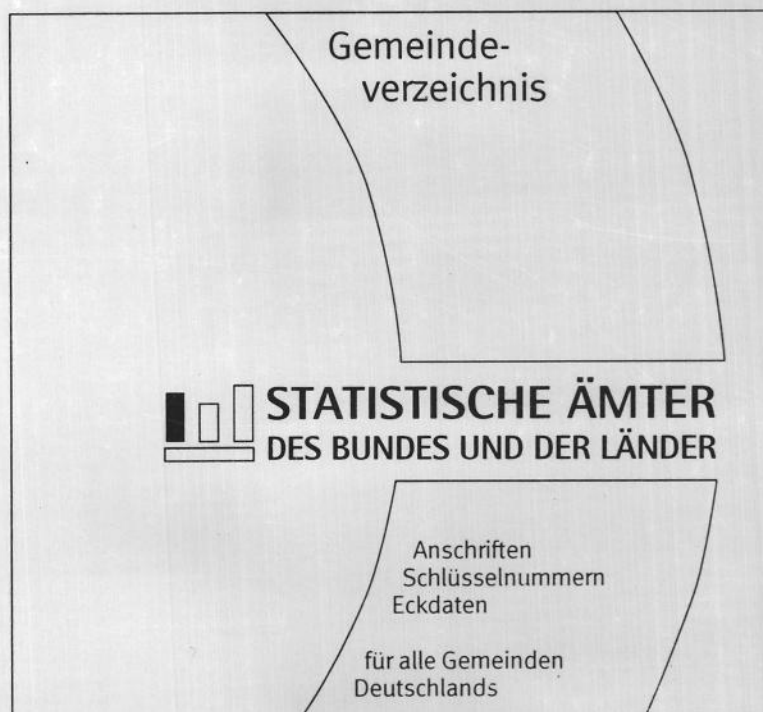 Gemeinde-
verzeichnis
STATISTISCHE ÄMTER
DES BUNDES UND DER LÄNDER
Anschriften
Schlüsselnummern
Eckdaten
für alle Gemeinden
Deutschlands